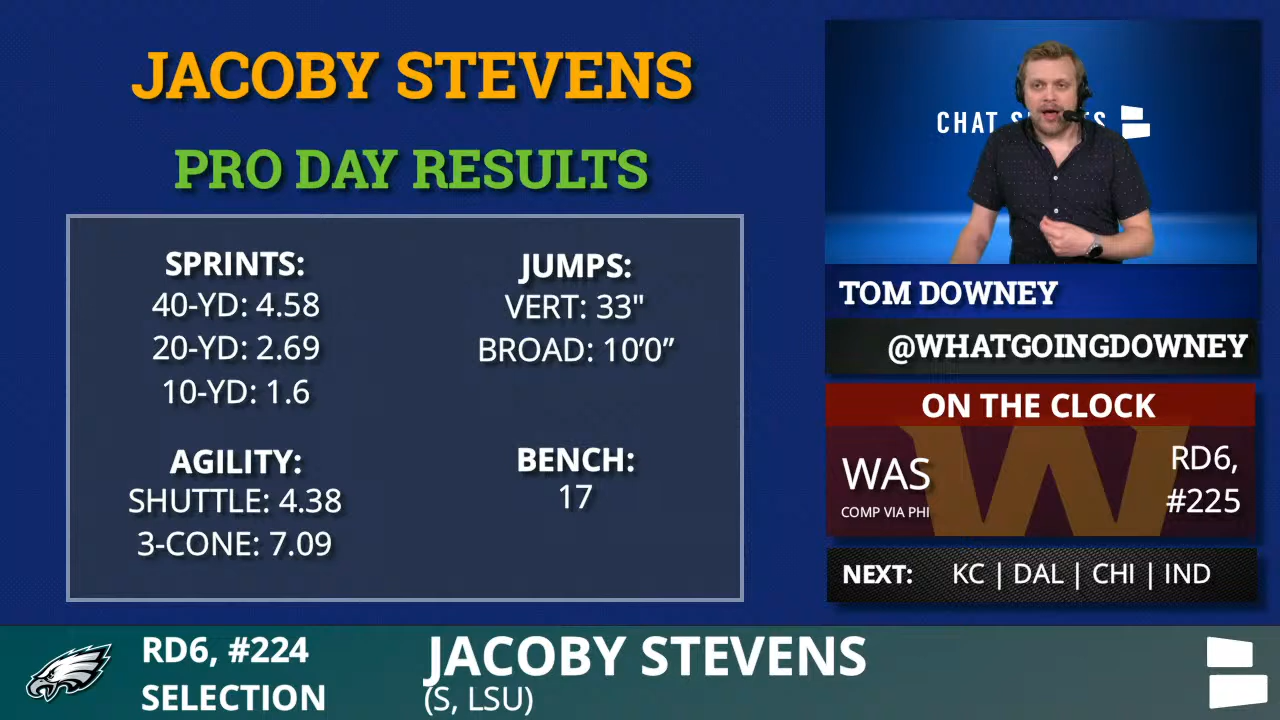 JACOBY STEVENS
PRO DAY RESULTS
SPRINTS:
40-YD: 4.58
20-YD: 2.69
10-YD: 1.6
JUMPS:
VERT: 33"
BROAD: 10’0”
AGILITY:
SHUTTLE: 4.38
3-CONE: 7.09
BENCH:
17
CHAT
TOM DOWNEY
@WHATGOINGDOWNEY
ON THE CLOCK
WAS
COMP VIA PHI
RD6,
#225
NEXT: KC | DAL | CHI | IND
RD6, #224
SELECTION
JACOBY STEVENS
(S, LSU)